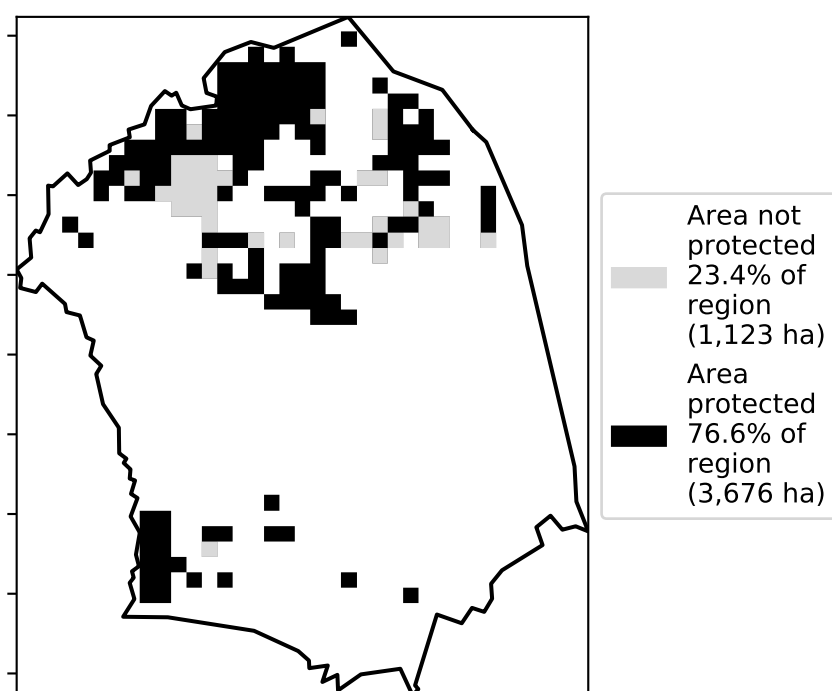 Area not
protected
23.4% of
region
(1,123 ha)
Area
protected
76.6% of
region
(3,676 ha)